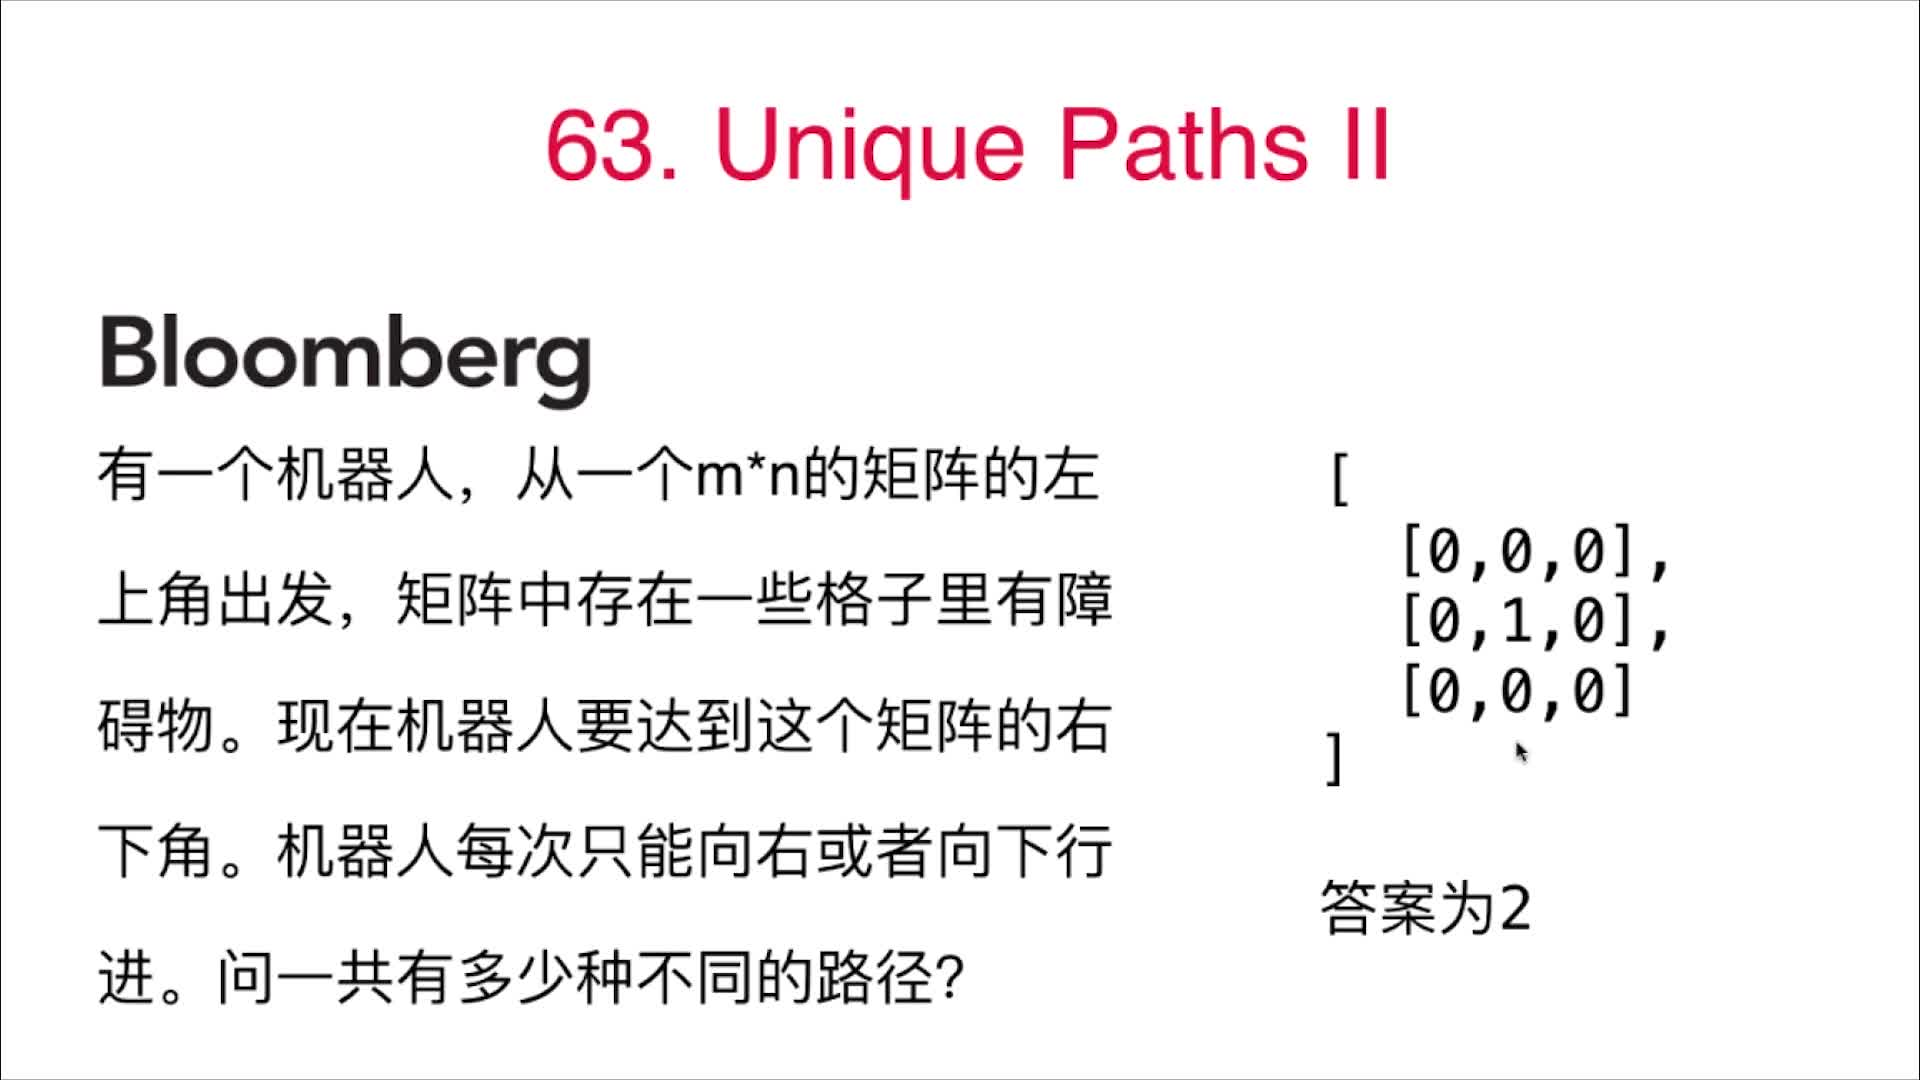 63. Unique Paths II
Bloomberg
有一个机器人，从一个m*n的矩阵的左
上角出发，矩阵中存在一些格子里有障
碍物。现在机器人要达到这个矩阵的右
下角。机器人每次只能向右或者向下行
进。问一共有多少种不同的路径？
[
[0,0,0],
[0,1,0],
[0,0,0]
]
答案为2